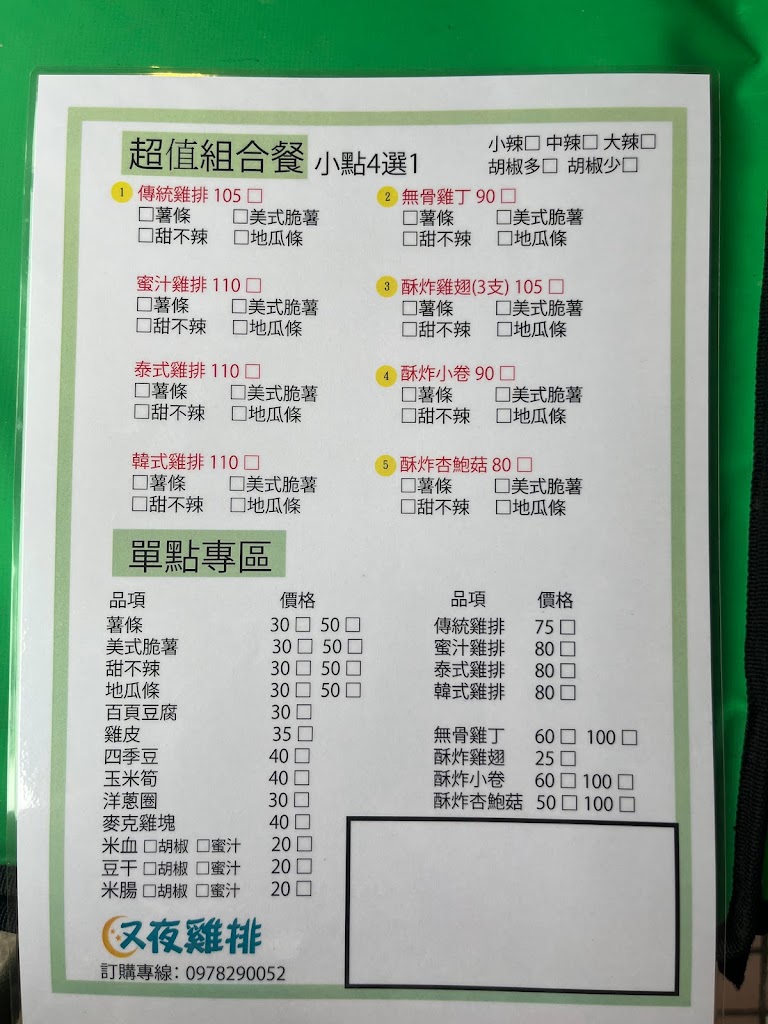 超值組合餐 小點4選1
小辣□ 中辣□ 大辣□
胡椒多□ 胡椒少□
1 傳統雞排 105 □
□薯條 □美式脆薯
□甜不辣 □地瓜條
蜜汁雞排 110 □
□薯條 □美式脆薯
□甜不辣 □地瓜條
泰式雞排 110 □
□薯條 □美式脆薯
□甜不辣 □地瓜條
韓式雞排 110 □
□薯條 □美式脆薯
□甜不辣 □地瓜條
2 無骨雞丁 90 □
□薯條 □美式脆薯
□甜不辣 □地瓜條
3 酥炸雞翅(3支) 105 □
□薯條 □美式脆薯
□甜不辣 □地瓜條
4 酥炸小卷 90 □
□薯條 □美式脆薯
□甜不辣 □地瓜條
5 酥炸杏鮑菇 80 □
□薯條 □美式脆薯
□甜不辣 □地瓜條
單點專區
品項 價格
薯條 30 □ 50 □
美式脆薯 30 □ 50 □
甜不辣 30 □ 50 □
地瓜條 30 □ 50 □
百頁豆腐 30 □
雞皮 35 □
四季豆 40 □
玉米筍 40 □
洋蔥圈 30 □
麥克雞塊 40 □
米血 □胡椒 □蜜汁 20 □
豆干 □胡椒 □蜜汁 20 □
米腸 □胡椒 □蜜汁 20 □
品項 價格
傳統雞排 75 □
蜜汁雞排 80 □
泰式雞排 80 □
韓式雞排 80 □
無骨雞丁 60 □ 100 □
酥炸雞翅 25 □
酥炸小卷 60 □ 100 □
酥炸杏鮑菇 50 □ 100 □
又夜雞排
訂購專線: 0978290052